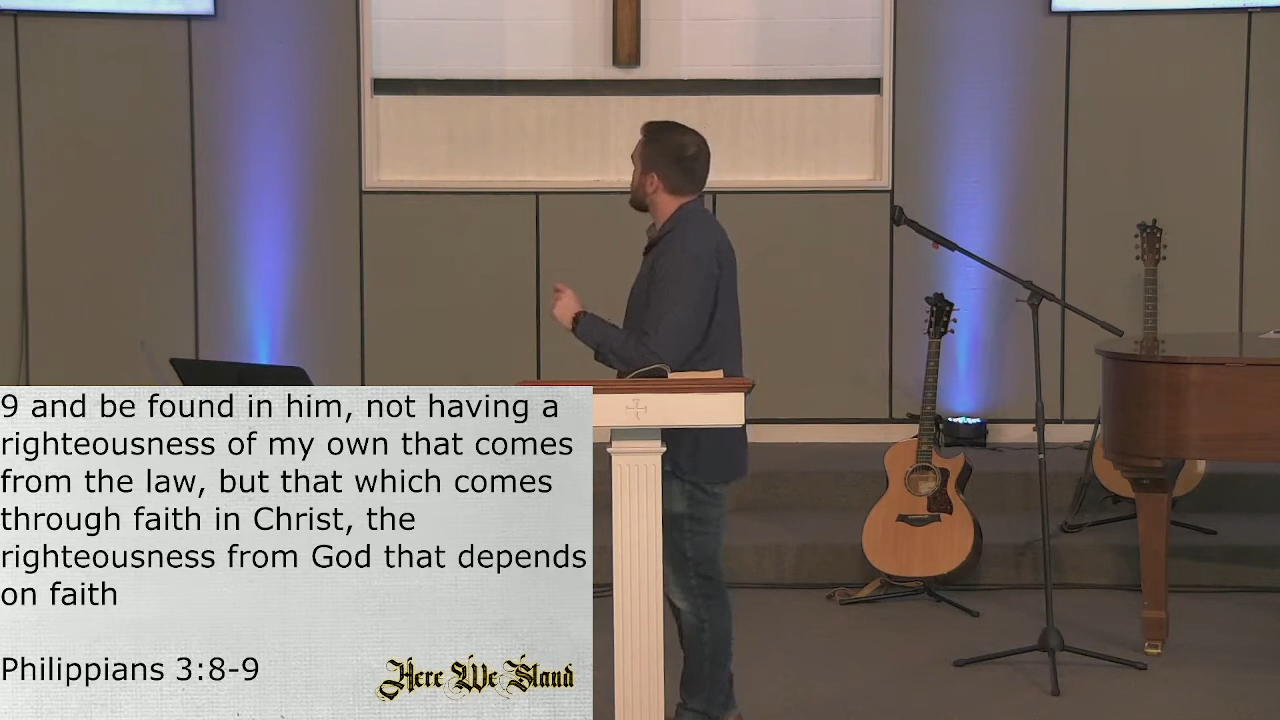 9 and be found in him, not having a
righteousness of my own that comes
from the law, but that which comes
through faith in Christ, the
righteousness from God that depends
on faith
Philippians 3:8-9
Here We Stand